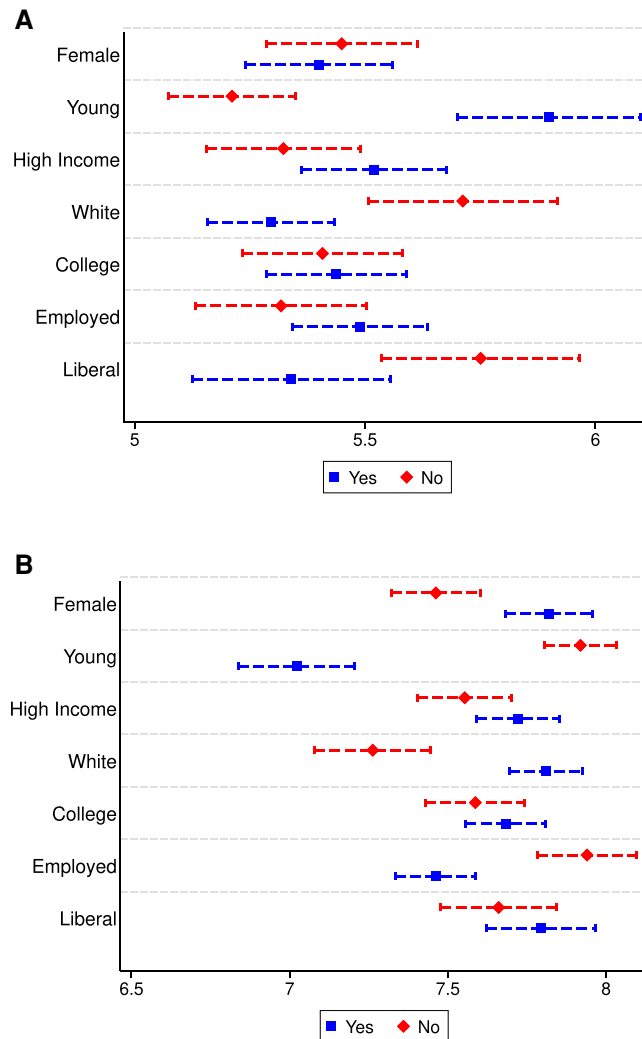 A
Female
Young
High Income
White
College
Employed
Liberal
5 5.5 6
Yes No
B
Female
Young
High Income
White
College
Employed
Liberal
6.5 7 7.5 8
Yes No